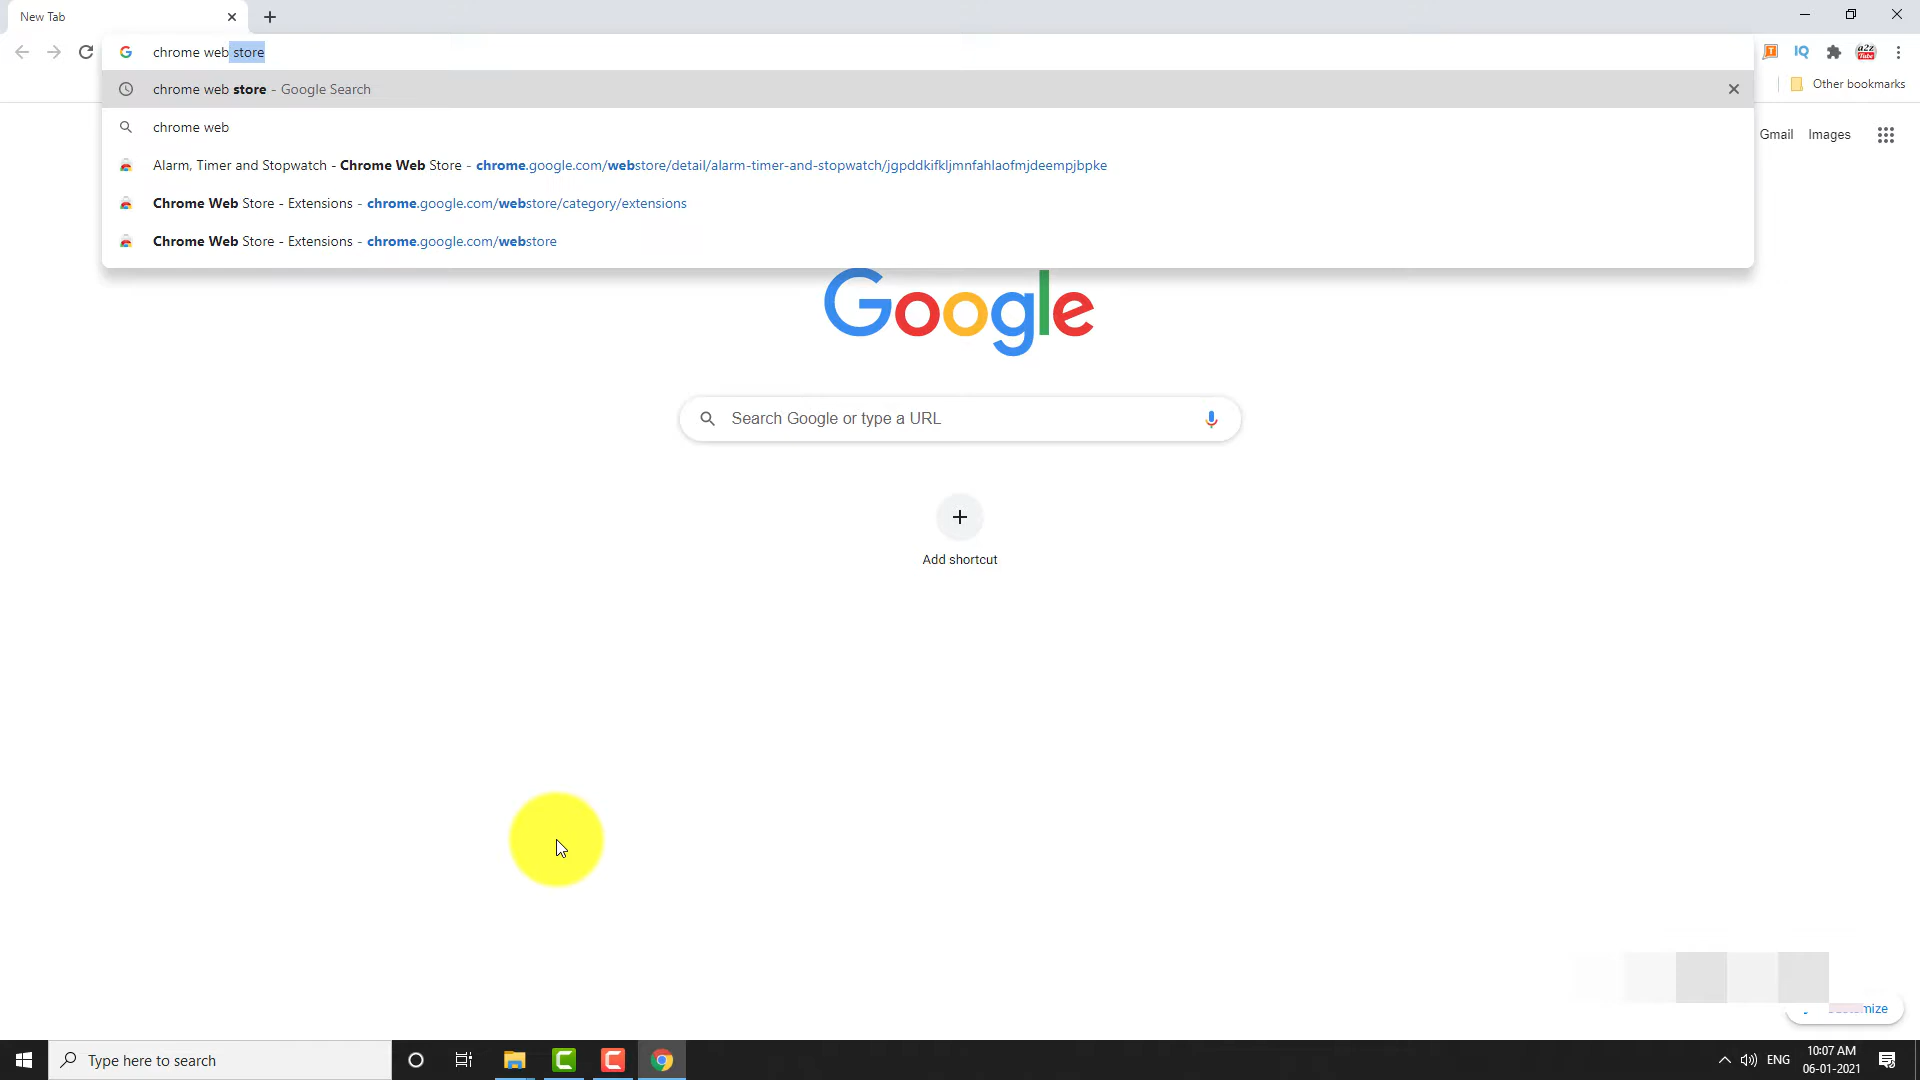 New Tab
chrome web store
chrome web store - Google Search
chrome web
Alarm, Timer and Stopwatch - Chrome Web Store - chrome.google.com/webstore/detail/alarm-timer-and-stopwatch/jgpddkifkljmnfahlaofmjdeempjbpke
Chrome Web Store - Extensions - chrome.google.com/webstore/category/extensions
Chrome Web Store - Extensions - chrome.google.com/webstore
IQ
a2z
Tube
Other bookmarks
Gmail Images
Google
Search Google or type a URL
Add shortcut
Type here to search
ENG
10:07 AM
06-01-2021